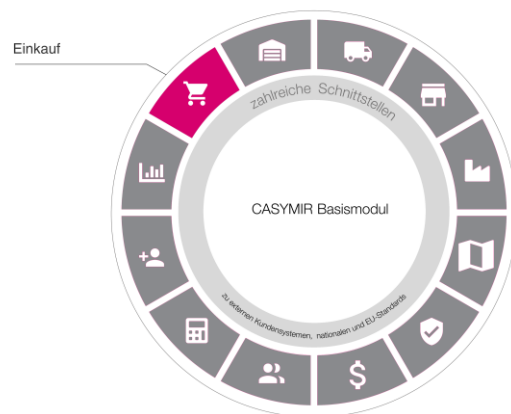 Einkauf
zahlreiche Schnittstellen
CASYMIR Basismodul
zu externen Kundensystemen, nationalen und EU-Standards